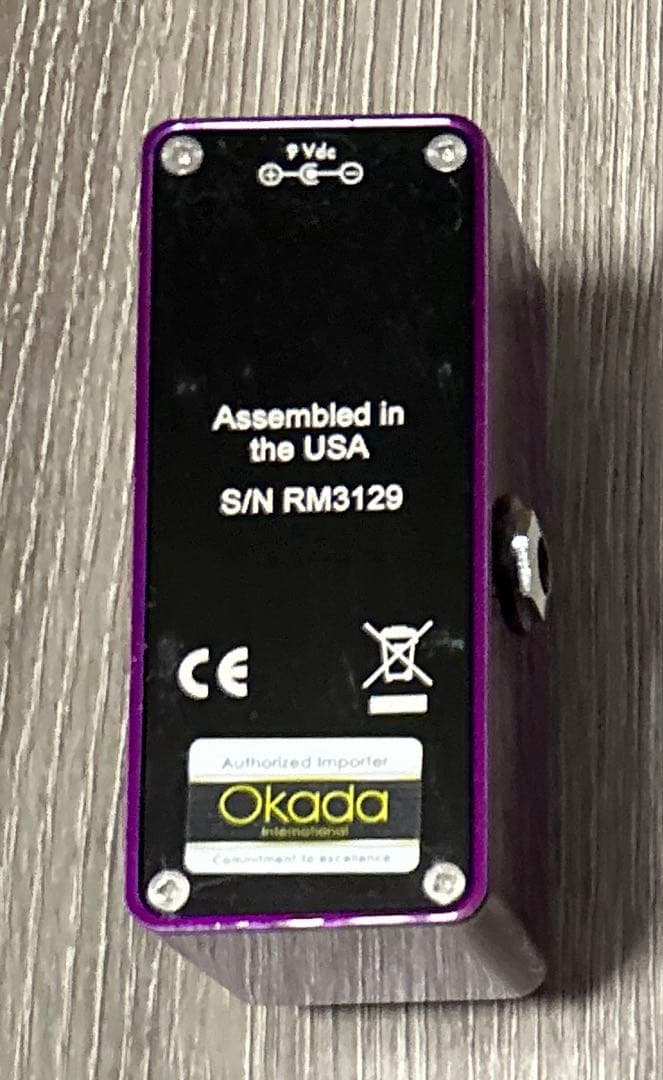 9 Vdc
Assembled in
the USA
S/N RM3129
CE
Authorized Importer
Okada
International
Commitment to excellence